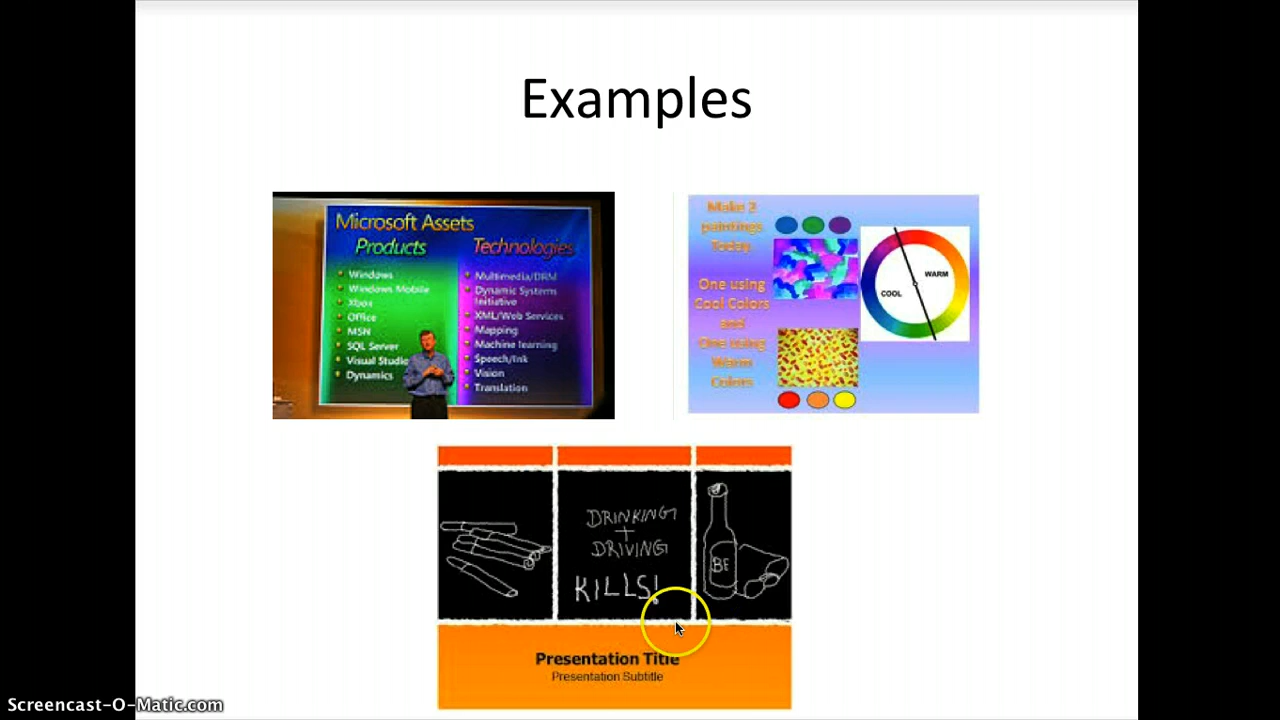 Examples
Microsoft Assets
Products
Technologies
Windows
Windows Mobile
Xbox
Office
MSN
SQL Server
Visual Studio
Dynamics
Multimedia/DRM
Dynamic Systems
Initiative
XML/Web Services
Mapping
Machine learning
Speech/Ink
Vision
Translation
Make 2
paintings
Today
One using
Cool Colors
and
One using
Warm
Colors
WARM
COOL
DRINKING
+
DRIVING
KILLS!
BE
Presentation Title
Presentation Subtitle
Screencast-O-Matic.com